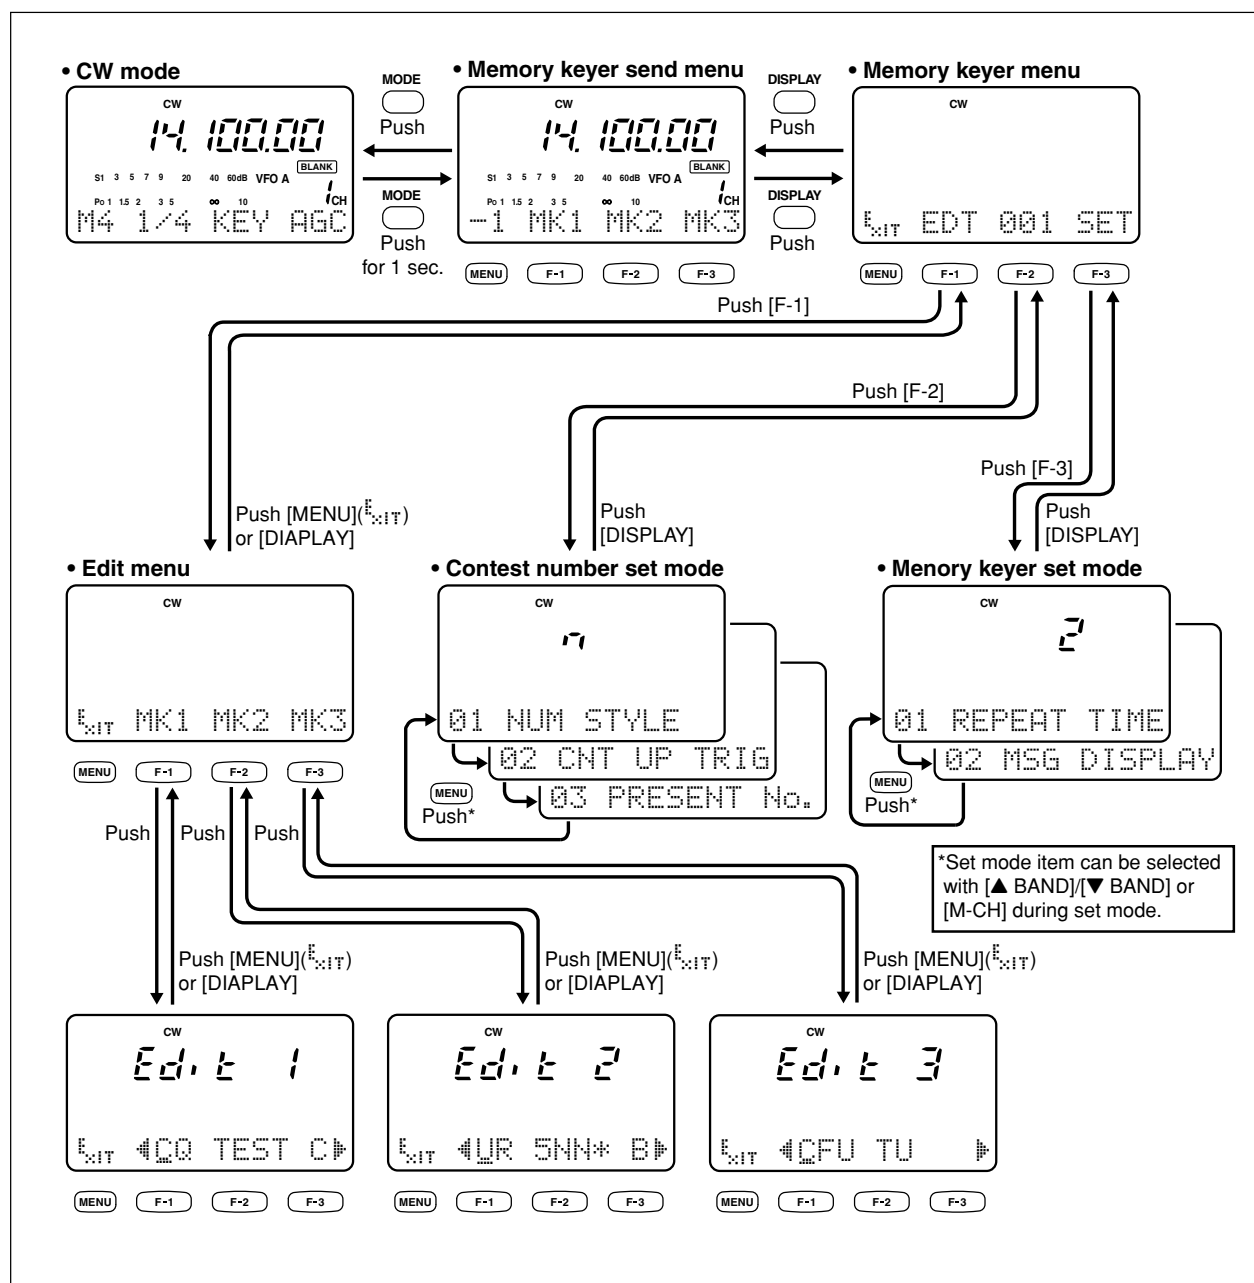 • CW mode
MODE
Push
MODE
Push
for 1 sec.
• Memory keyer send menu
DISPLAY
Push
DISPLAY
Push
• Memory keyer menu
CW
14.100.00
BLANK
S1 3 5 7 9 20 40 60dB VFO A
Po 1 1.5 2 3 5 ∞ 10 1CH
M4 1/4 KEY AGC
CW
14.100.00
BLANK
S1 3 5 7 9 20 40 60dB VFO A
Po 1 1.5 2 3 5 ∞ 10 1CH
-1 MK1 MK2 MK3
MENU F-1 F-2 F-3
CW
EXIT EDT 001 SET
MENU F-1 F-2 F-3
Push [F-1]
Push [F-2]
Push [F-3]
Push [MENU](EXIT)
or [DIAPLAY]
Push
[DISPLAY]
Push
[DISPLAY]
• Edit menu
CW
EXIT MK1 MK2 MK3
MENU F-1 F-2 F-3
Push Push Push
• Contest number set mode
CW
n
01 NUM STYLE
02 CNT UP TRIG
03 PRESENT No.
MENU
Push*
• Menory keyer set mode
CW
2
01 REPEAT TIME
02 MSG DISPLAY
MENU
Push*
*Set mode item can be selected
with [▲ BAND]/[▼ BAND] or
[M-CH] during set mode.
Push [MENU](EXIT)
or [DIAPLAY]
Push [MENU](EXIT)
or [DIAPLAY]
Push [MENU](EXIT)
or [DIAPLAY]
CW
Edit 1
EXIT ◀CQ TEST C▶
MENU F-1 F-2 F-3
CW
Edit 2
EXIT ◀UR 5NN* B▶
MENU F-1 F-2 F-3
CW
Edit 3
EXIT ◀CFU TU ▶
MENU F-1 F-2 F-3